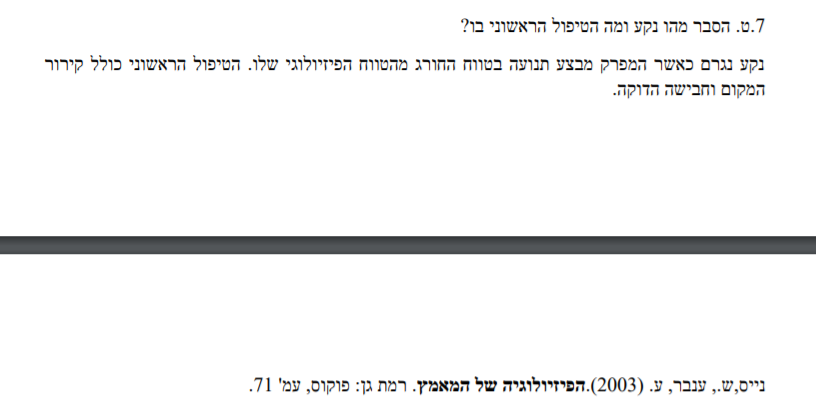 7.ט. הסבר מהו נקע ומה הטיפול הראשוני בו?
נקע נגרם כאשר המפרק מבצע תנועה בטווח החורג מהטווח הפיזיולוגי שלו. הטיפול הראשוני כולל קירור
המקום וחבישה הדוקה.
נייס,ש., ענבר, ע. (2003).הפיזיולוגיה של המאמץ. רמת גן: פוקוס, עמ' 71.